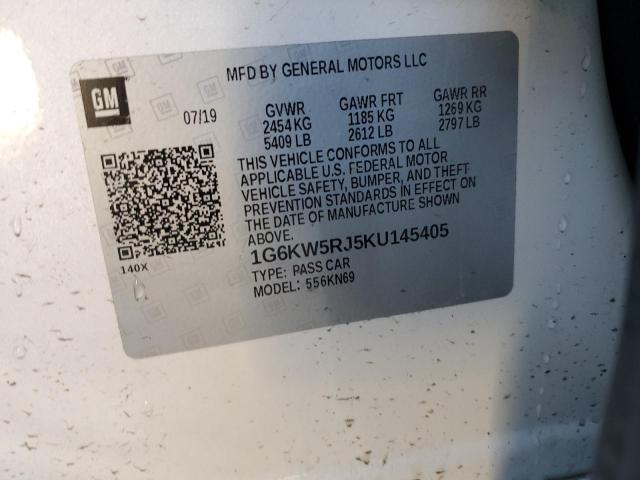 MFD BY GENERAL MOTORS LLC
GM
07/19
GVWR
2454 KG
5409 LB
GAWR FRT
1185 KG
2612 LB
GAWR RR
1269 KG
2797 LB
THIS VEHICLE CONFORMS TO ALL
APPLICABLE U.S. FEDERAL MOTOR
VEHICLE SAFETY, BUMPER, AND THEFT
PREVENTION STANDARDS IN EFFECT ON
THE DATE OF MANUFACTURE SHOWN
ABOVE.
1G6KW5RJ5KU145405
TYPE: PASS CAR
MODEL: 556KN69
140X